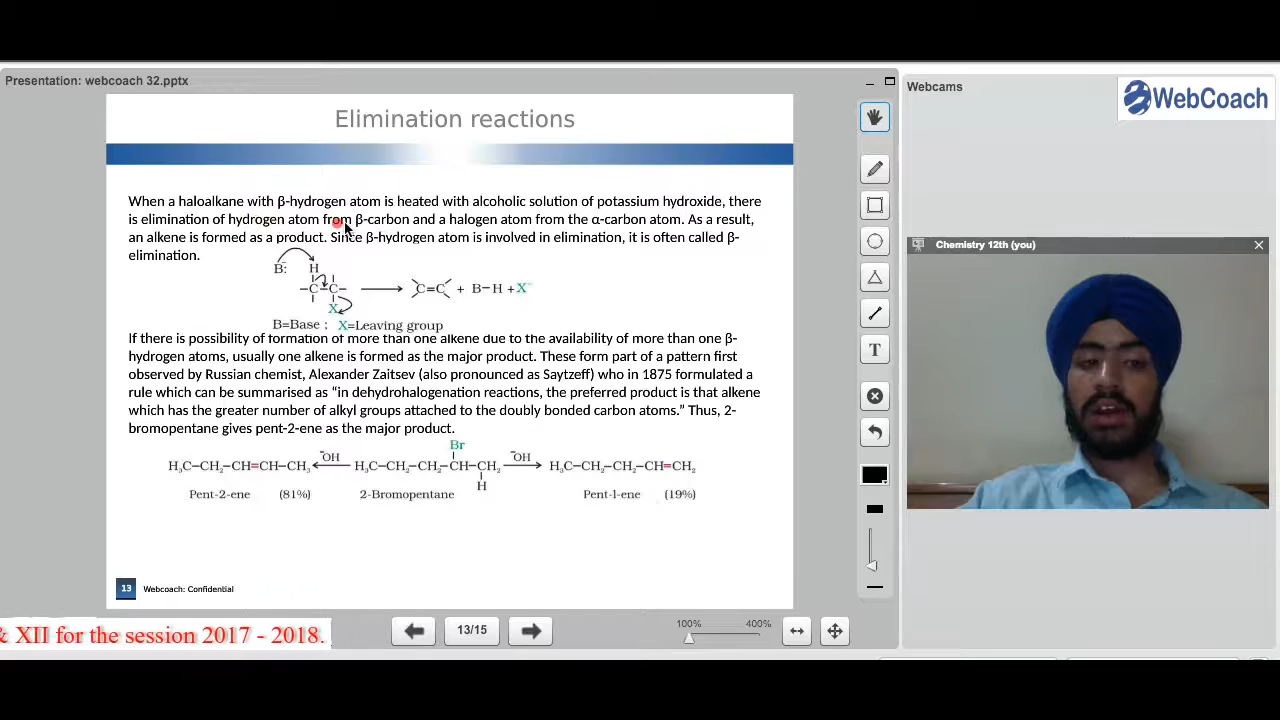 Presentation: webcoach 32.pptx
Webcams
WebCoach
Elimination reactions
When a haloalkane with β-hydrogen atom is heated with alcoholic solution of potassium hydroxide, there
is elimination of hydrogen atom from β-carbon and a halogen atom from the α-carbon atom. As a result,
an alkene is formed as a product. Since β-hydrogen atom is involved in elimination, it is often called β-
elimination.
B:⁻ H
–C–C– ⟶ C=C + B–H + X⁻
X
B=Base ; X=Leaving group
If there is possibility of formation of more than one alkene due to the availability of more than one β-
hydrogen atoms, usually one alkene is formed as the major product. These form part of a pattern first
observed by Russian chemist, Alexander Zaitsev (also pronounced as Saytzeff) who in 1875 formulated a
rule which can be summarised as “in dehydrohalogenation reactions, the preferred product is that alkene
which has the greater number of alkyl groups attached to the doubly bonded carbon atoms.” Thus, 2-
bromopentane gives pent-2-ene as the major product.
Br
H₃C–CH₂–CH=CH–CH₃ ⟵ ⁻OH H₃C–CH₂–CH₂–CH–CH₂ ⁻OH ⟶ H₃C–CH₂–CH₂–CH=CH₂
H
Pent-2-ene (81%) 2-Bromopentane Pent-l-ene (19%)
13 Webcoach: Confidential
Chemistry 12th (you)
T
& XII for the session 2017 - 2018.
13/15
100% 400%